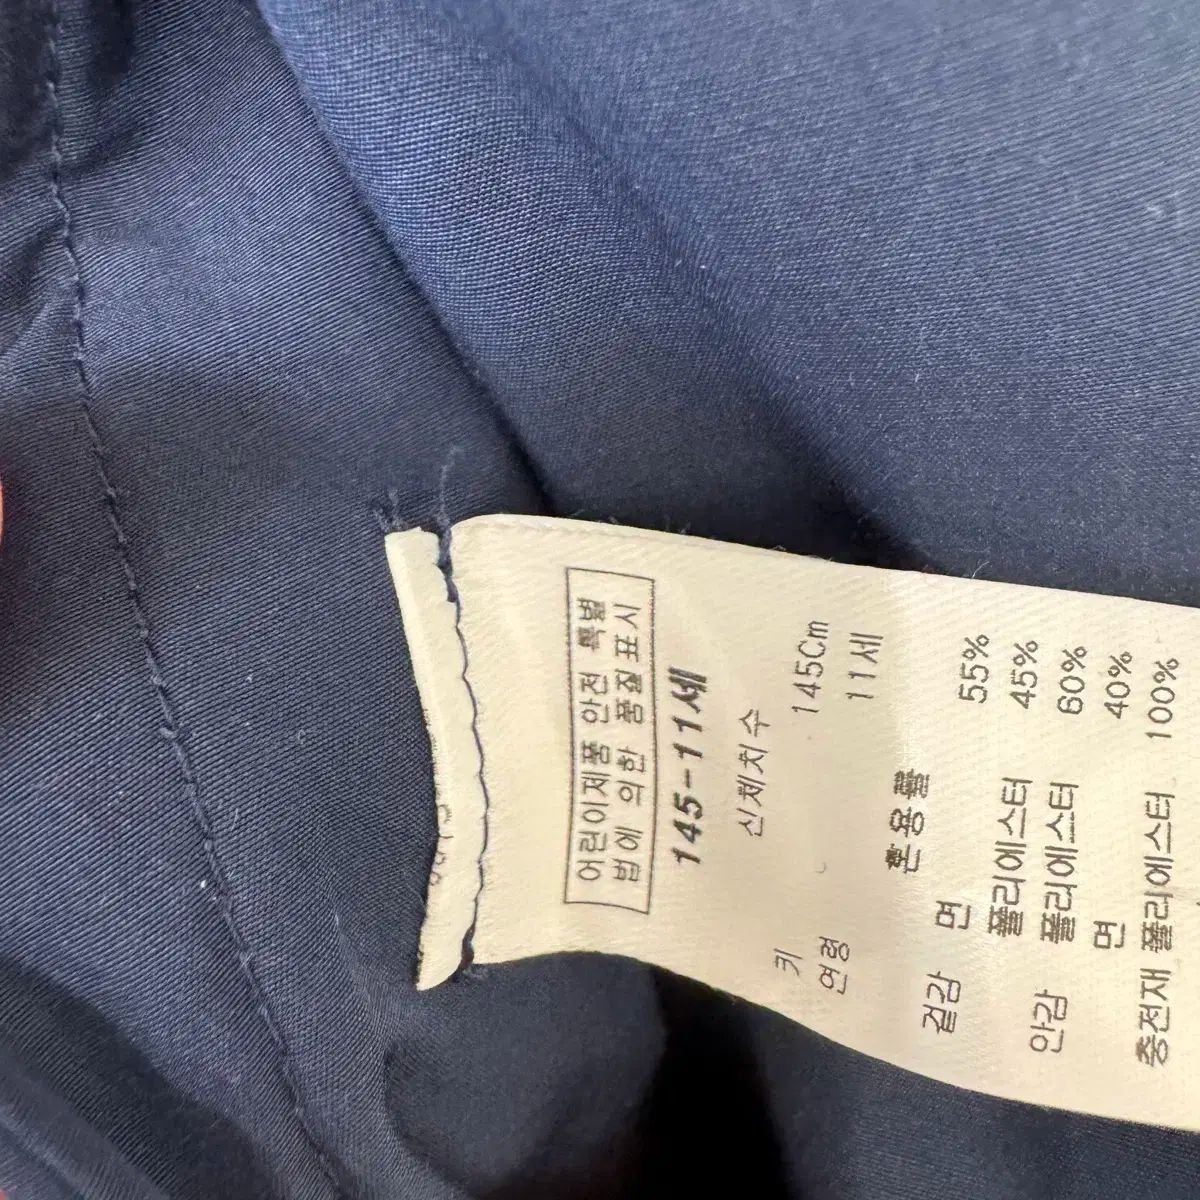 어린이제품 안전 특별
법에 의한 품질표시
145-11세
신체치수
키 145Cm
연령 11세
혼용률
겉감 면 55%
폴리에스터 45%
안감 폴리에스터 60%
면 40%
충전재 폴리에스터 100%